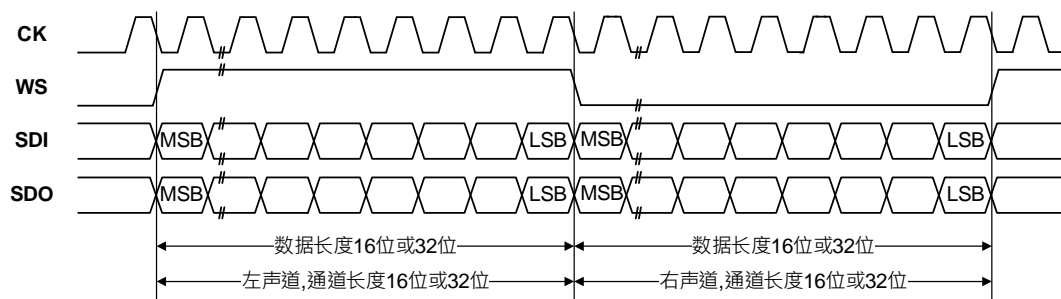 CK
WS
SDI MSB LSB MSB LSB
SDO MSB LSB MSB LSB
数据长度16位或32位 数据长度16位或32位
左声道,通道长度16位或32位 右声道,通道长度16位或32位